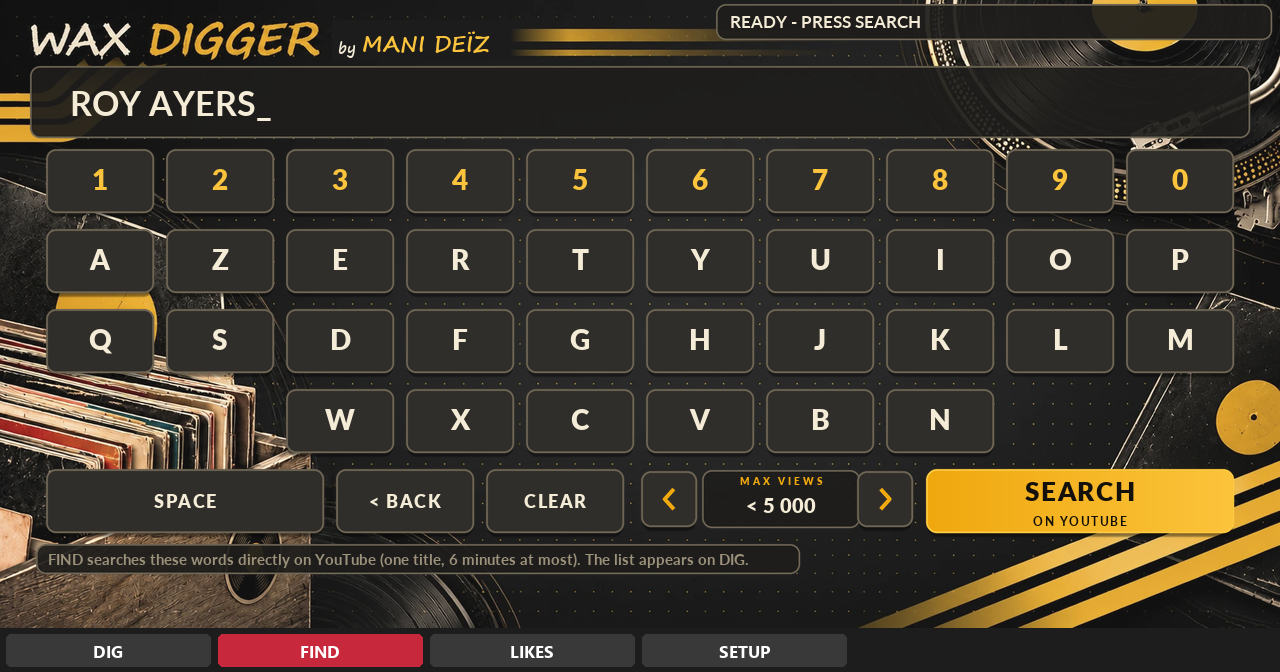 WAX DIGGER by MANI DEÏZ
READY - PRESS SEARCH
ROY AYERS_
1 2 3 4 5 6 7 8 9 0
A Z E R T Y U I O P
Q S D F G H J K L M
W X C V B N
SPACE
< BACK
CLEAR
MAX VIEWS
< 5 000
SEARCH
ON YOUTUBE
FIND searches these words directly on YouTube (one title, 6 minutes at most). The list appears on DIG.
DIG FIND LIKES SETUP